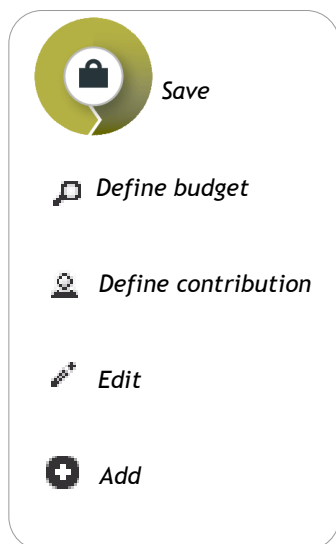 Save
Define budget
Define contribution
Edit
Add